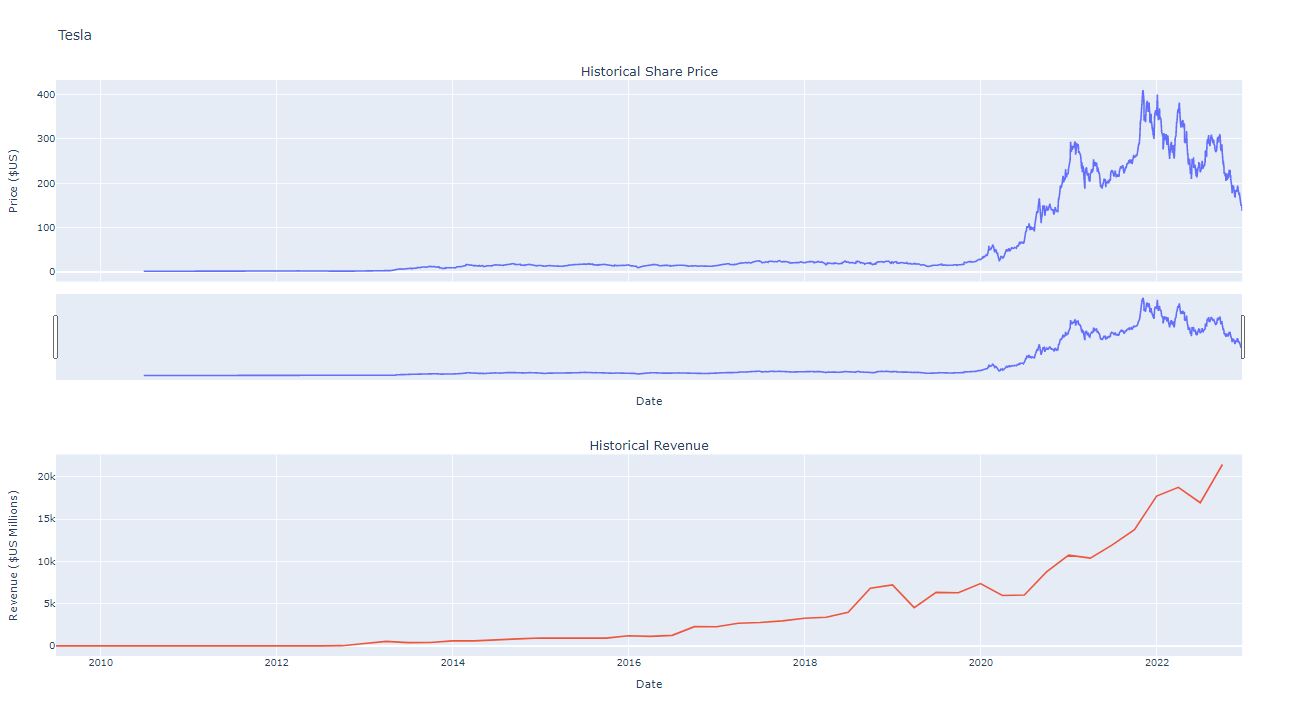 Tesla
Historical Share Price
Price ($US)
400
300
200
100
0
Date
Historical Revenue
Revenue ($US Millions)
20k
15k
10k
5k
0
2010 2012 2014 2016 2018 2020 2022
Date